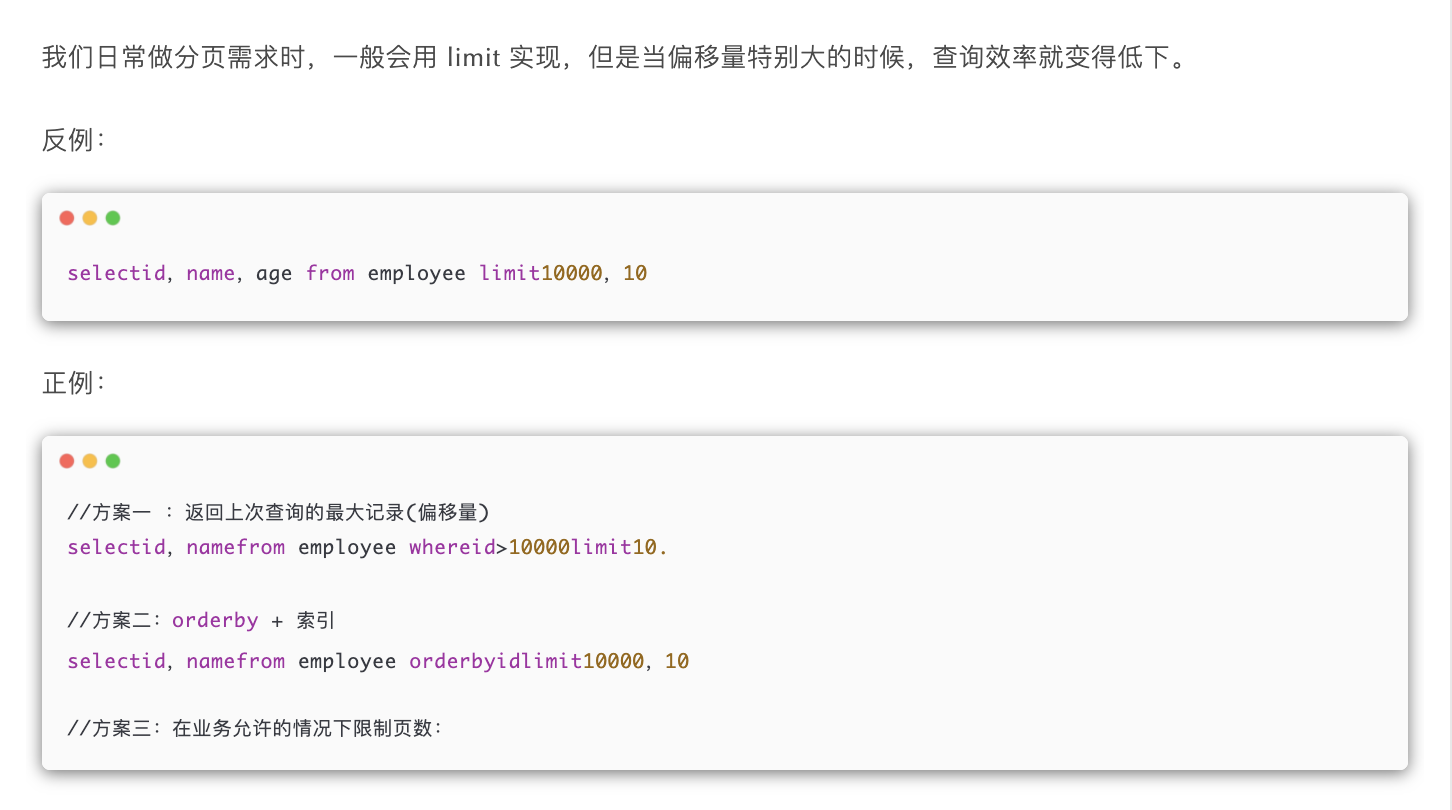 我们日常做分页需求时，一般会用 limit 实现，但是当偏移量特别大的时候，查询效率就变得低下。
反例：
selectid，name，age from employee limit10000，10
正例：
//方案一 ：返回上次查询的最大记录(偏移量)
selectid，namefrom employee whereid>10000limit10.
//方案二：orderby + 索引
selectid，namefrom employee orderbyidlimit10000，10
//方案三：在业务允许的情况下限制页数：